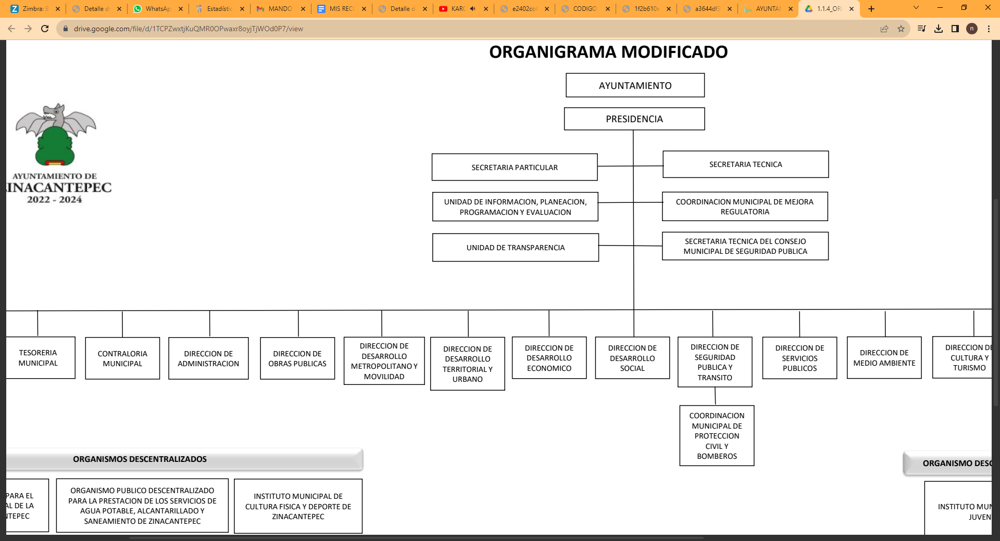 Zimbra: B
Detalle d
WhatsAp
Estadístic
MANDO
MIS REC
Detalle d
KARC
e2402cc4
CODIGO
1f2b610e
a3644df3
AYUNTA
1.1.4_OR
drive.google.com/file/d/1TCPZwxtjKuQMR0OPwaxr8oyjTjWOd0P7/view
n
ORGANIGRAMA MODIFICADO
AYUNTAMIENTO
PRESIDENCIA
AYUNTAMIENTO DE
INACANTEPEC
2022 - 2024
SECRETARIA PARTICULAR
SECRETARIA TECNICA
UNIDAD DE INFORMACION, PLANEACION,
PROGRAMACION Y EVALUACION
COORDINACION MUNICIPAL DE MEJORA
REGULATORIA
UNIDAD DE TRANSPARENCIA
SECRETARIA TECNICA DEL CONSEJO
MUNICIPAL DE SEGURIDAD PUBLICA
TESORERIA
MUNICIPAL
CONTRALORIA
MUNICIPAL
DIRECCION DE
ADMINISTRACION
DIRECCION DE
OBRAS PUBLICAS
DIRECCION DE
DESARROLLO
METROPOLITANO Y
MOVILIDAD
DIRECCION DE
DESARROLLO
TERRITORIAL Y
URBANO
DIRECCION DE
DESARROLLO
ECONOMICO
DIRECCION DE
DESARROLLO
SOCIAL
DIRECCION DE
SEGURIDAD
PUBLICA Y
TRANSITO
DIRECCION DE
SERVICIOS
PUBLICOS
DIRECCION DE
MEDIO AMBIENTE
DIRECCION DE
CULTURA Y
TURISMO
COORDINACION
MUNICIPAL DE
PROTECCION
CIVIL Y
BOMBEROS
ORGANISMOS DESCENTRALIZADOS
PARA EL
AL DE LA
NTEPEC
ORGANISMO PUBLICO DESCENTRALIZADO
PARA LA PRESTACION DE LOS SERVICIOS DE
AGUA POTABLE, ALCANTARILLADO Y
SANEAMIENTO DE ZINACANTEPEC
INSTITUTO MUNICIPAL DE
CULTURA FISICA Y DEPORTE DE
ZINACANTEPEC
ORGANISMO DESC
INSTITUTO MUN
JUVEN